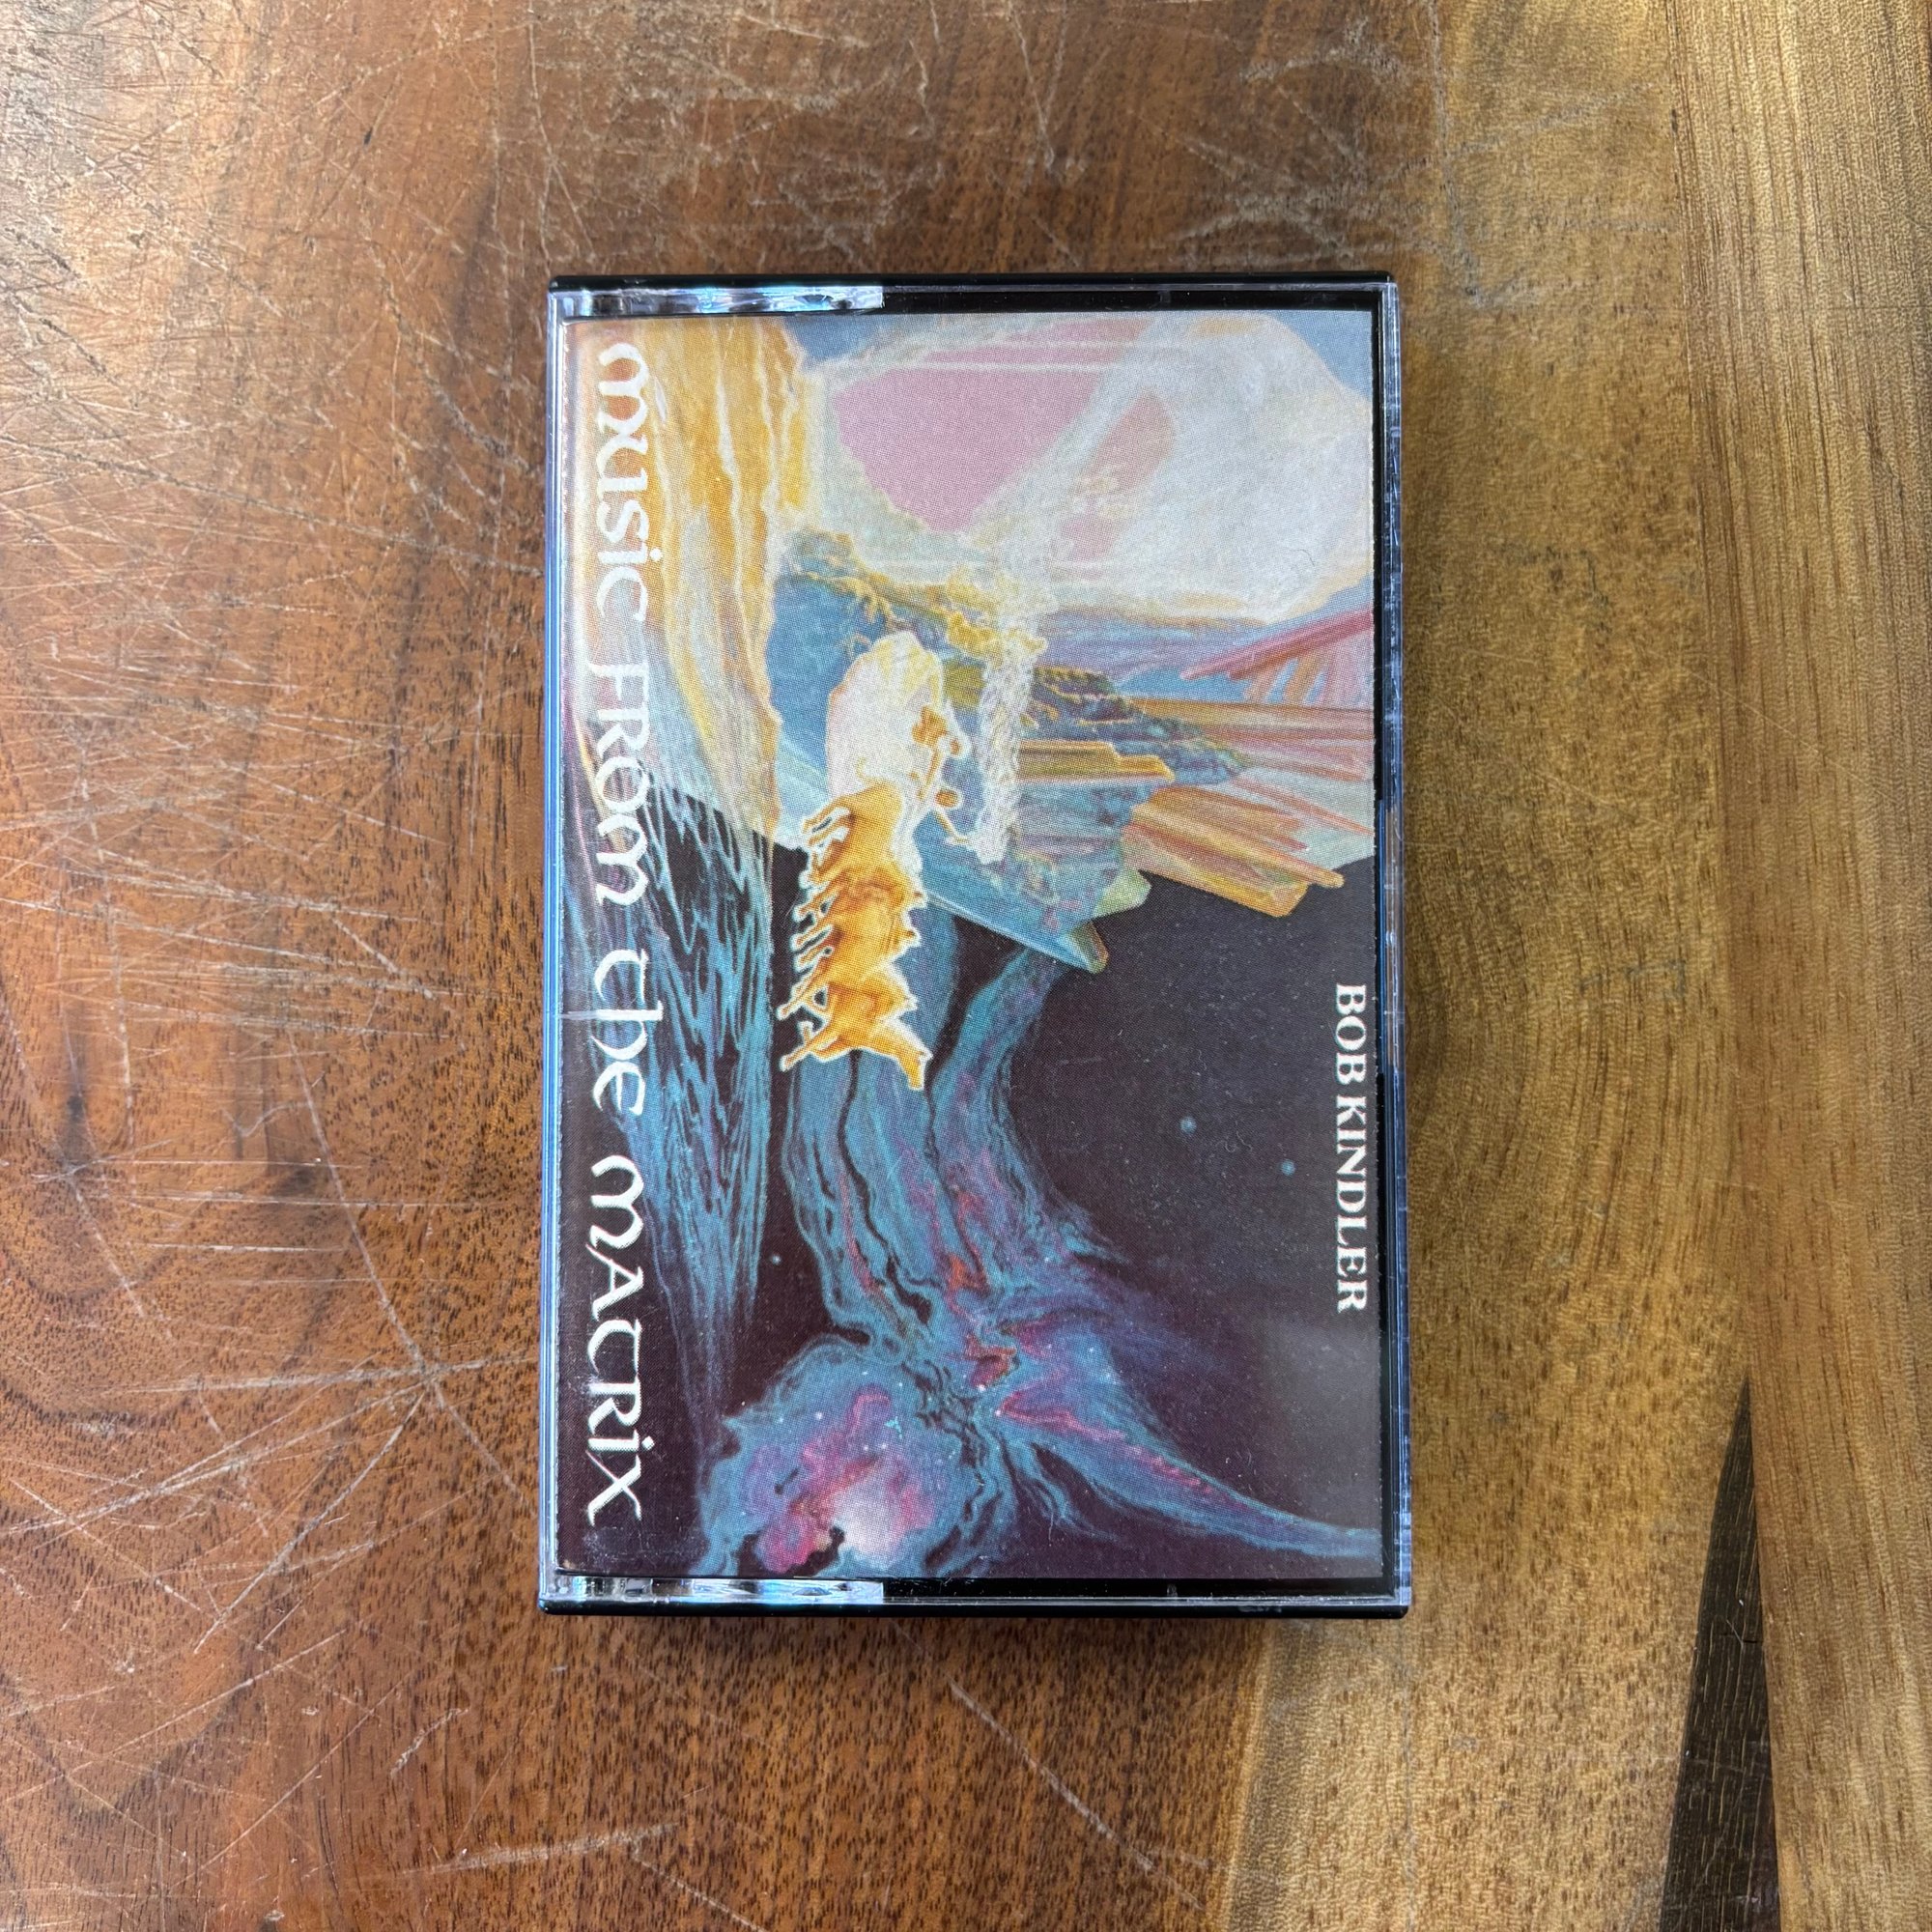 BOB KINDLER
MUSIC FROM the MATRiX